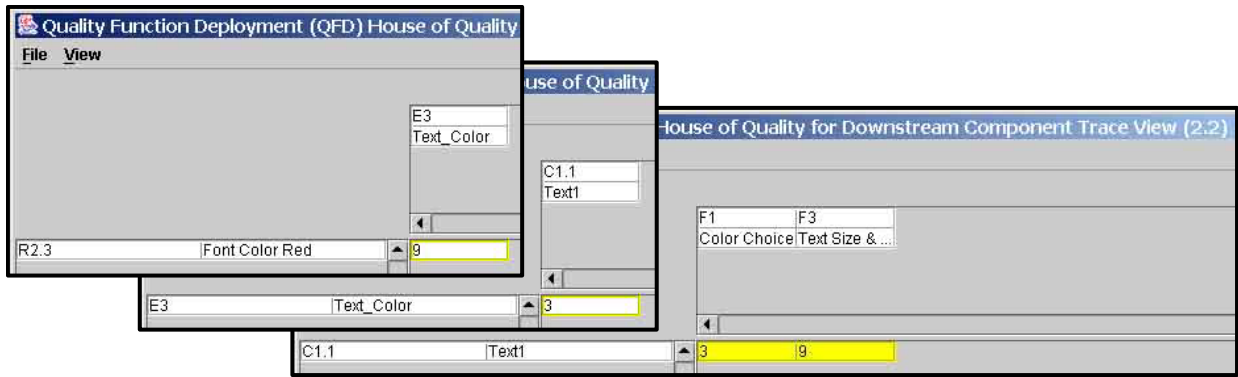 Quality Function Deployment (QFD) House of Quality
File View
E3
Text_Color
R2.3 Font Color Red 9
use of Quality
C1.1
Text1
E3 Text_Color 3
House of Quality for Downstream Component Trace View (2.2)
F1 F3
Color Choice Text Size & ...
C1.1 Text1 3 9